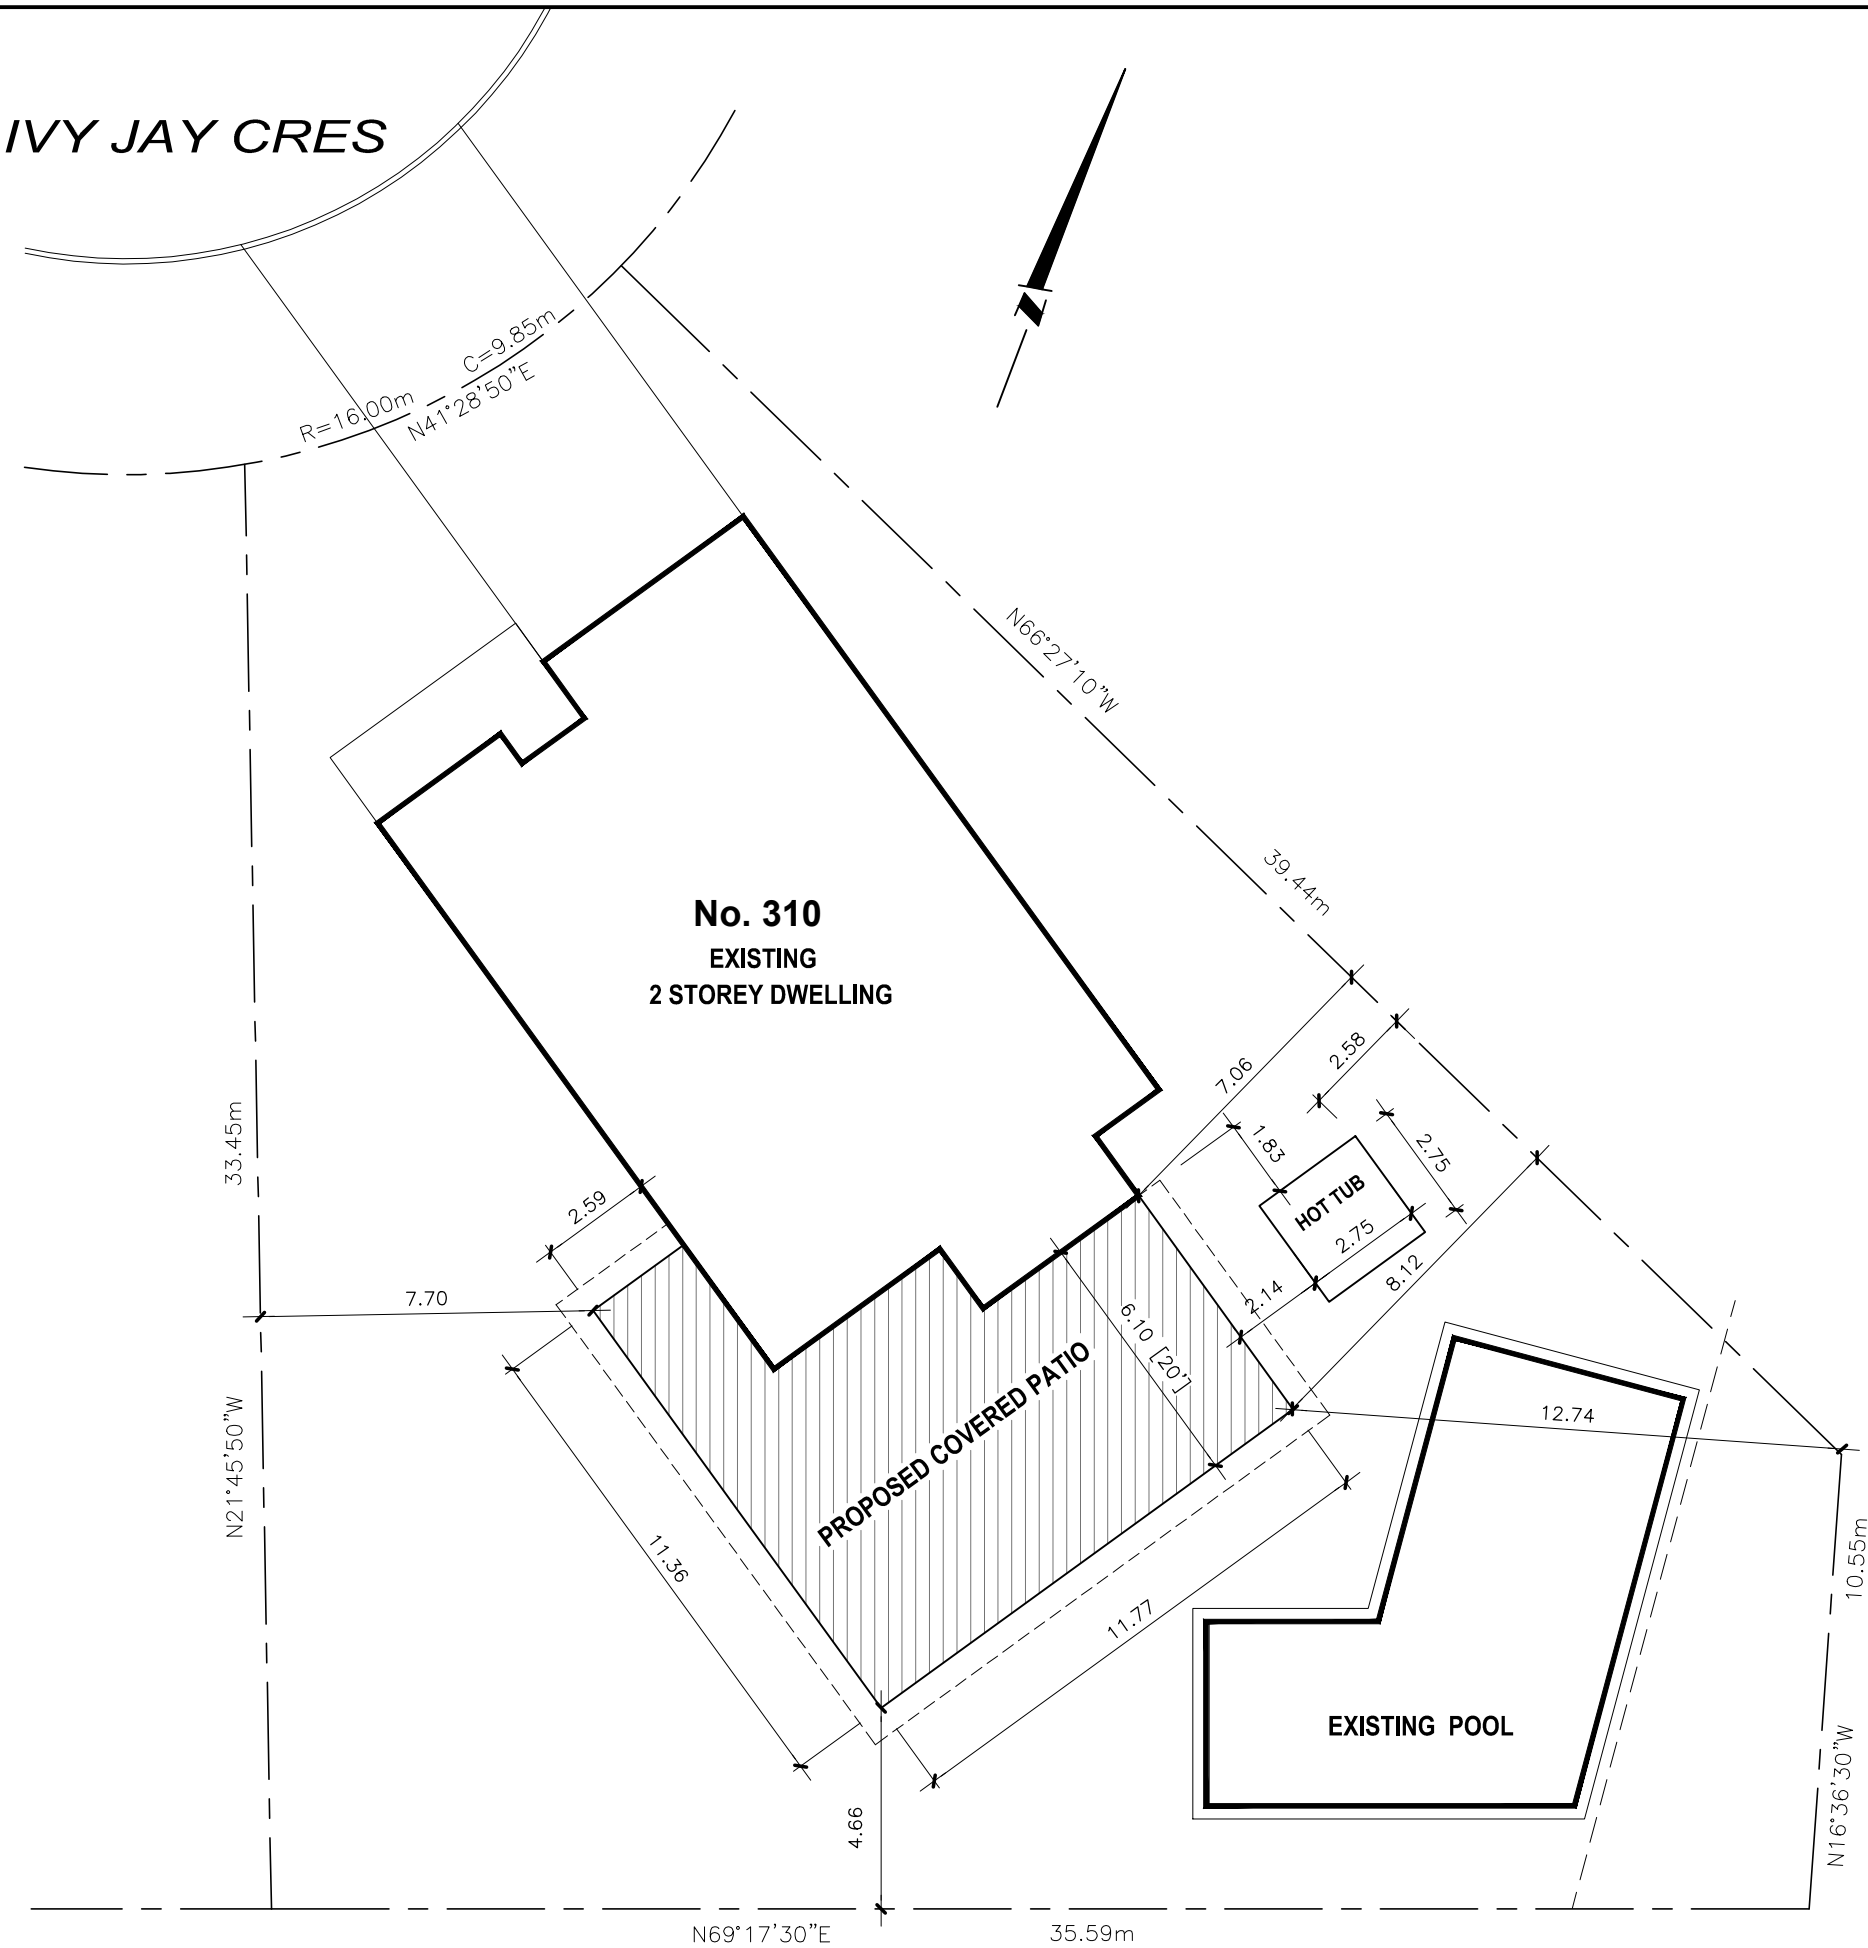 IVY JAY CRES
R=16.00m
C=9.85m
N41°28'50"E
N66°27'10"W
39.44m
No. 310
EXISTING
2 STOREY DWELLING
7.06
2.58
1.83
2.75
HOT TUB
2.75
8.12
2.14
33.45m
N21°45'50"W
2.59
7.70
6.10 [20']
PROPOSED COVERED PATIO
12.74
11.36
11.77
10.55m
N16°36'30"W
EXISTING POOL
4.66
N69°17'30"E
35.59m